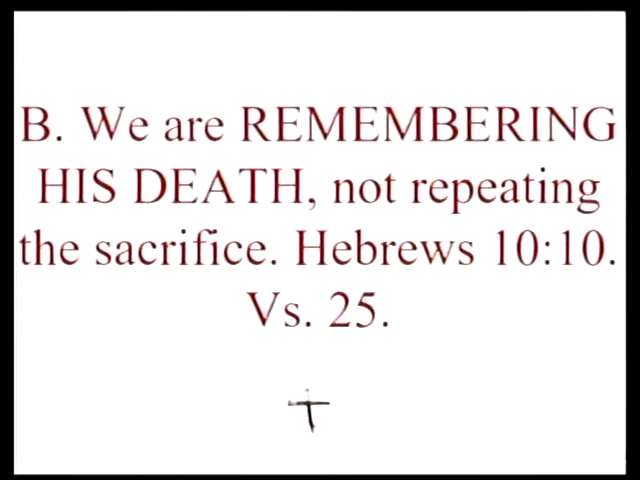 B. We are REMEMBERING
HIS DEATH, not repeating
the sacrifice. Hebrews 10:10.
Vs. 25.